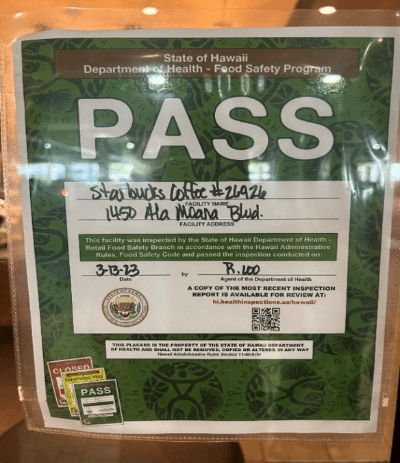 State of Hawaii
Department of Health - Food Safety Program
PASS
Starbucks Coffee #26926
FACILITY NAME
1450 Ala Moana Blvd.
FACILITY ADDRESS
This facility was inspected by the State of Hawaii Department of Health -
Retail Food Safety Branch in accordance with the Hawaii Administrative
Rules, Food Safety Code and passed the inspection conducted on:
3-13-23 by R. Woo
Date Agent of the Department of Health
A COPY OF THE MOST RECENT INSPECTION
REPORT IS AVAILABLE FOR REVIEW AT:
hi.healthinspections.us/hawaii/
THIS PLACARD IS THE PROPERTY OF THE STATE OF HAWAII DEPARTMENT
OF HEALTH AND SHALL NOT BE REMOVED, COPIED OR ALTERED IN ANY WAY
Hawaii Administrative Rules Section 11-50-9(h)
CLOSED
PASS